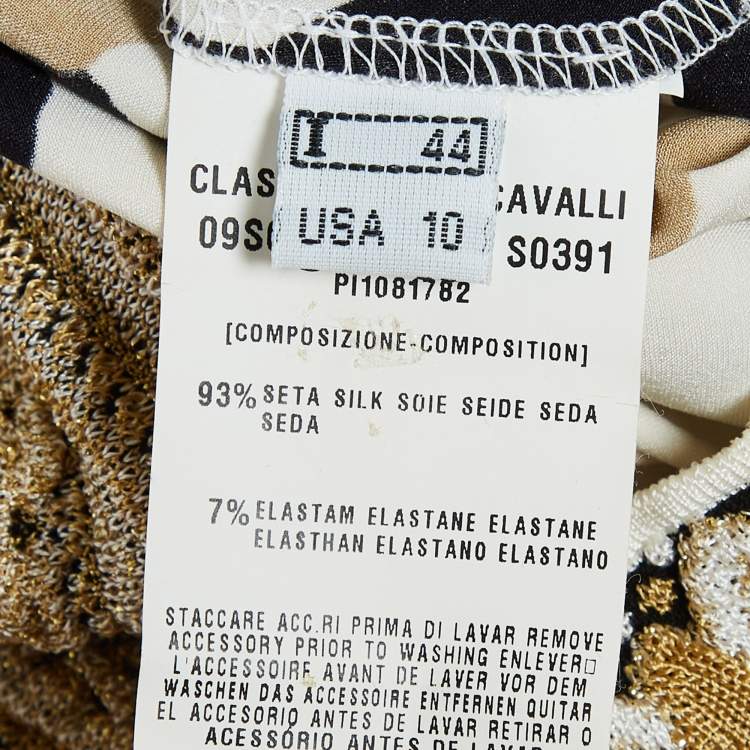 I 44
USA 10
CLAS CAVALLI
09S S0391
PI1081782
[COMPOSIZIONE-COMPOSITION]
93% SETA SILK SOIE SEIDE SEDA
SEDA
7% ELASTAM ELASTANE ELASTANE
ELASTHAN ELASTANO ELASTANO
STACCARE ACC.RI PRIMA DI LAVAR REMOVE
ACCESSORY PRIOR TO WASHING ENLEVER□
L'ACCESSOIRE AVANT DE LAVER VOR DEM
WASCHEN DAS ACCESSOIRE ENTFERNEN QUITAR
EL ACCESORIO ANTES DE LAVAR RETIRAR O
ACESSÓRIO ANTES DE LAVAR